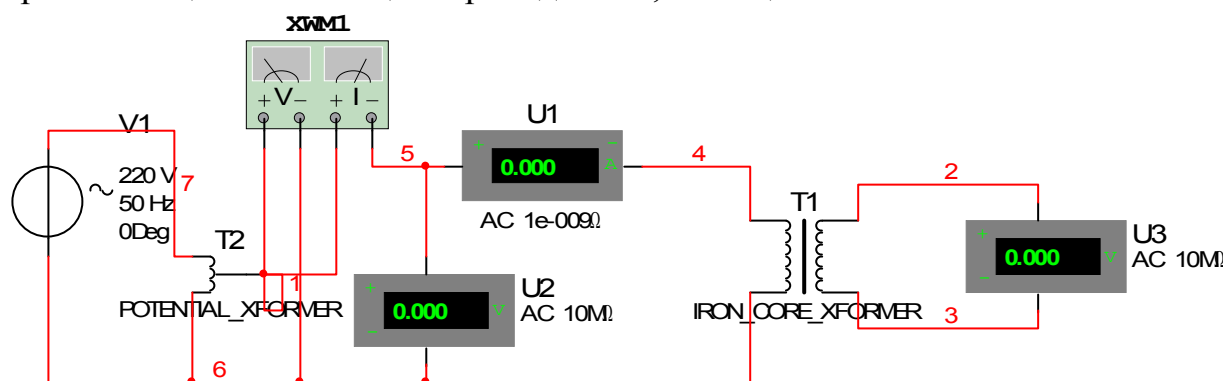 XWM1
V I
+ − + −
V1
220 V
50 Hz
0Deg
7
T2
POTENTIAL_XFORMER
1
6
5
U1
+ −
0.000 A
AC 1e-009Ω
4
U2
+
0.000 V
−
AC 10MΩ
T1
IRON_CORE_XFORMER
2
3
U3
+
0.000 V
−
AC 10MΩ